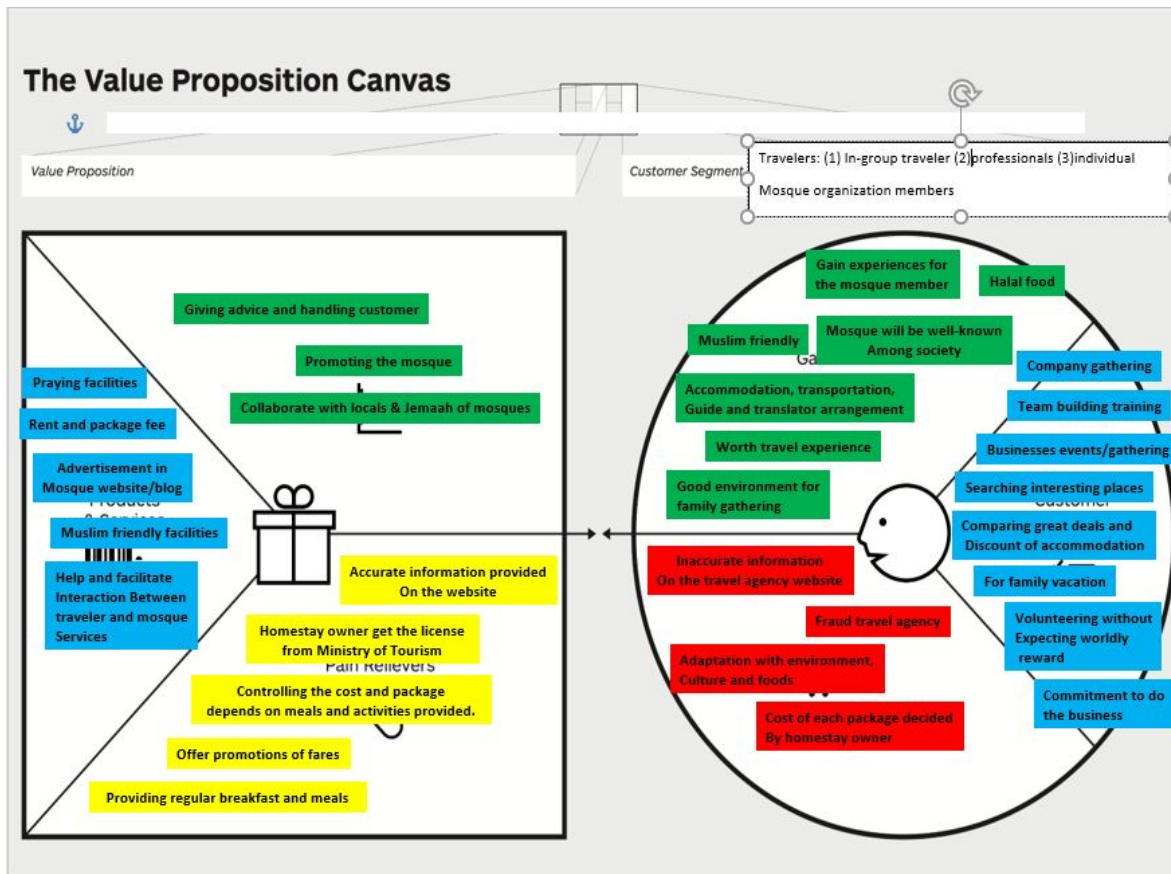 The Value Proposition Canvas
Value Proposition
Customer Segment
Travelers: (1) In-group traveler (2)professionals (3)individual
Mosque organization members
Giving advice and handling customer
Promoting the mosque
Collaborate with locals & Jemaah of mosques
Praying facilities
Rent and package fee
Advertisement in
Mosque website/blog
Products
& Services
Muslim friendly facilities
Help and facilitate
Interaction Between
traveler and mosque
Services
Accurate information provided
On the website
Homestay owner get the license
from Ministry of Tourism
Pain Relievers
Controlling the cost and package
depends on meals and activities provided.
Offer promotions of fares
Providing regular breakfast and meals
Gain experiences for
the mosque member
Halal food
Muslim friendly
Mosque will be well-known
Among society
Accommodation, transportation,
Guide and translator arrangement
Worth travel experience
Good environment for
family gathering
Inaccurate information
On the travel agency website
Fraud travel agency
Adaptation with environment,
Culture and foods
Cost of each package decided
By homestay owner
Company gathering
Team building training
Businesses events/gathering
Searching interesting places
Customer
Comparing great deals and
Discount of accommodation
For family vacation
Volunteering without
Expecting worldly
reward
Commitment to do
the business